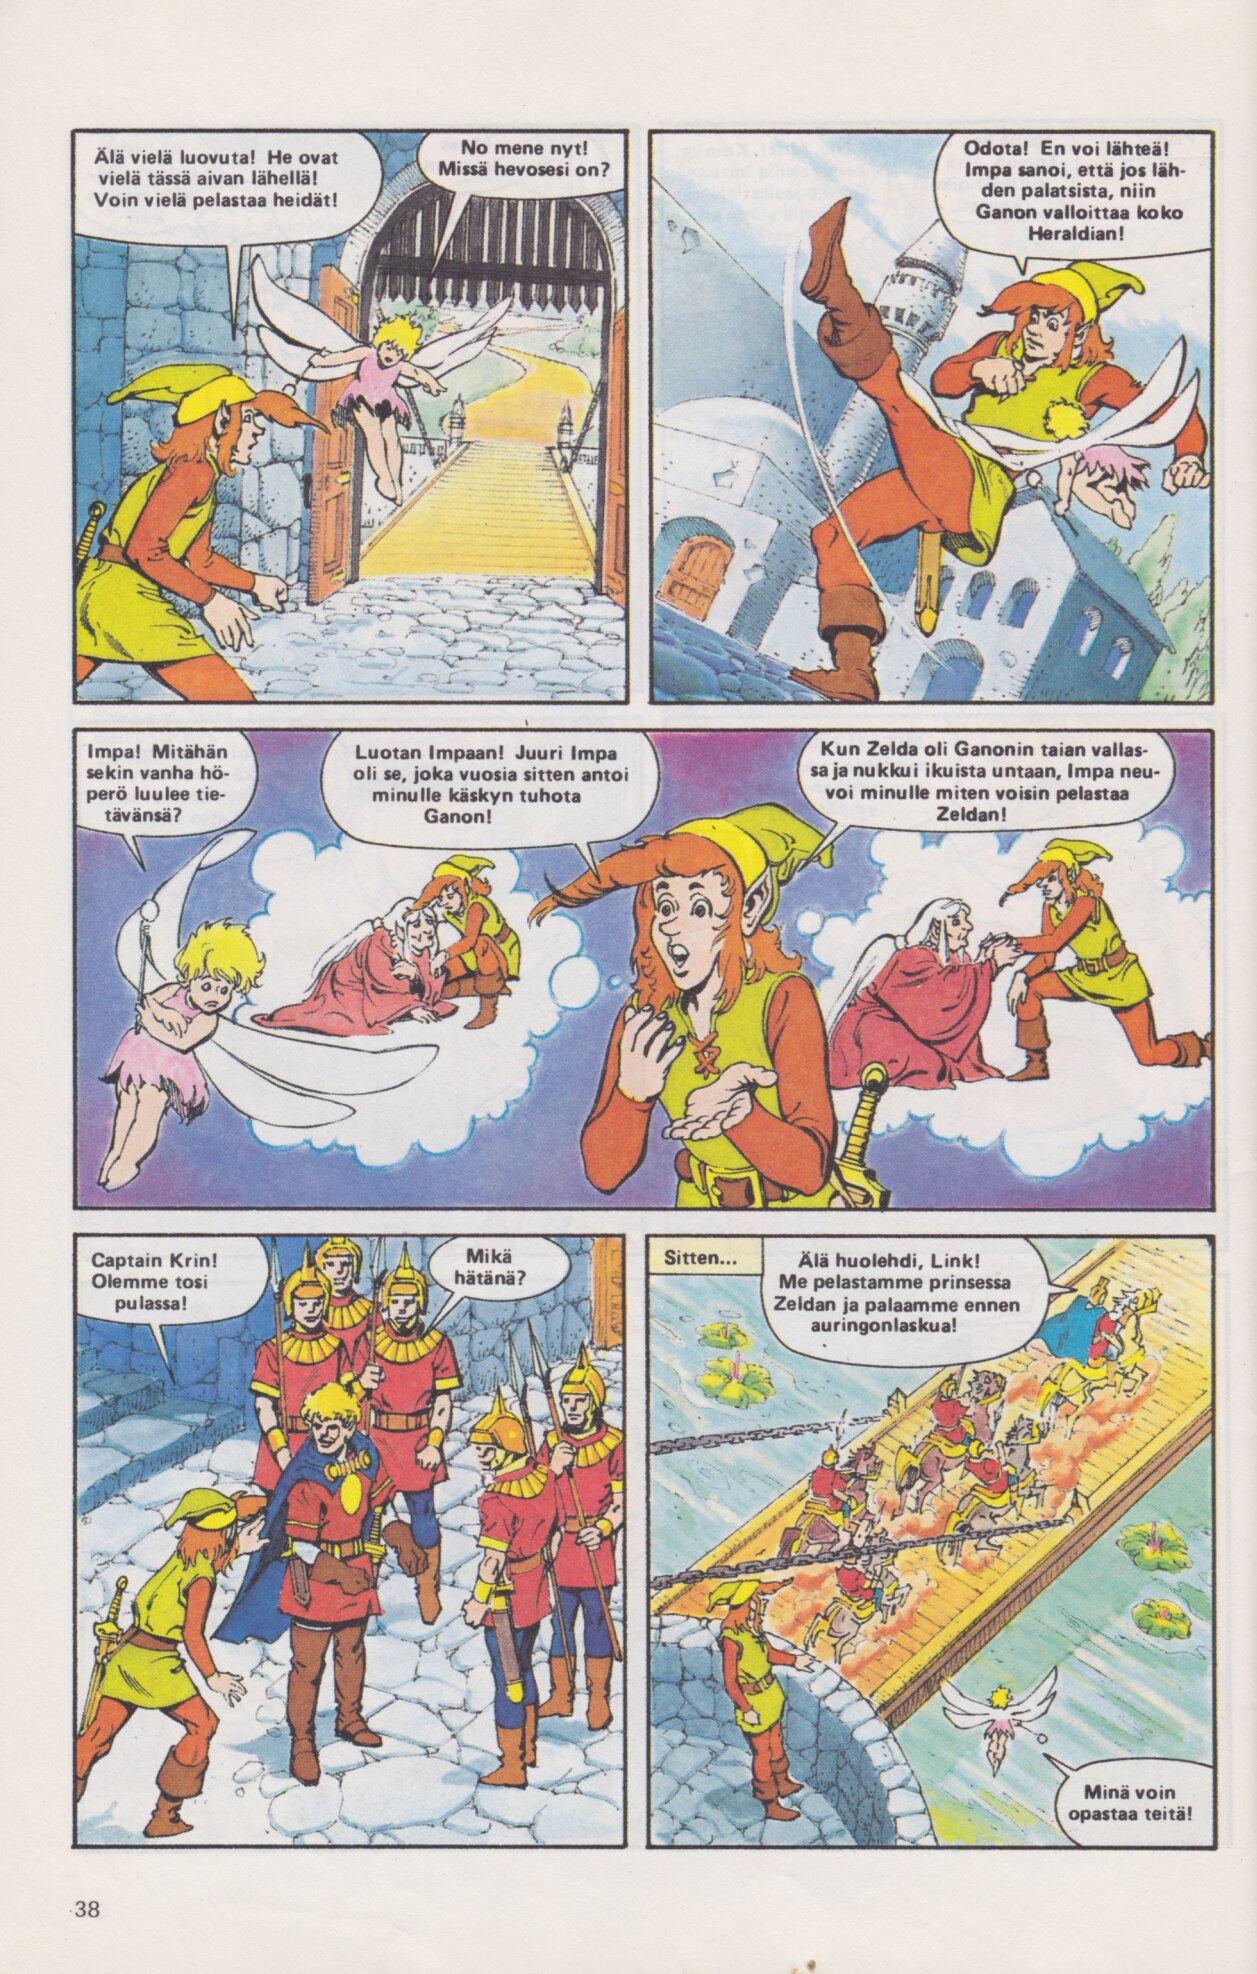 Älä vielä luovuta! He ovat
vielä tässä aivan lähellä!
Voin vielä pelastaa heidät!
No mene nyt!
Missä hevosesi on?
Odota! En voi lähteä!
Impa sanoi, että jos läh-
den palatsista, niin
Ganon valloittaa koko
Heraldian!
Impa! Mitähän
sekin vanha hö-
perö luulee tie-
tävänsä?
Luotan Impaan! Juuri Impa
oli se, joka vuosia sitten antoi
minulle käskyn tuhota
Ganon!
Kun Zelda oli Ganonin taian vallas-
sa ja nukkui ikuista untaan, Impa neu-
voi minulle miten voisin pelastaa
Zeldan!
Captain Krin!
Olemme tosi
pulassa!
Mikä
hätänä?
Sitten...
Älä huolehdi, Link!
Me pelastamme prinsessa
Zeldan ja palaamme ennen
auringonlaskua!
Minä voin
opastaa teitä!
38